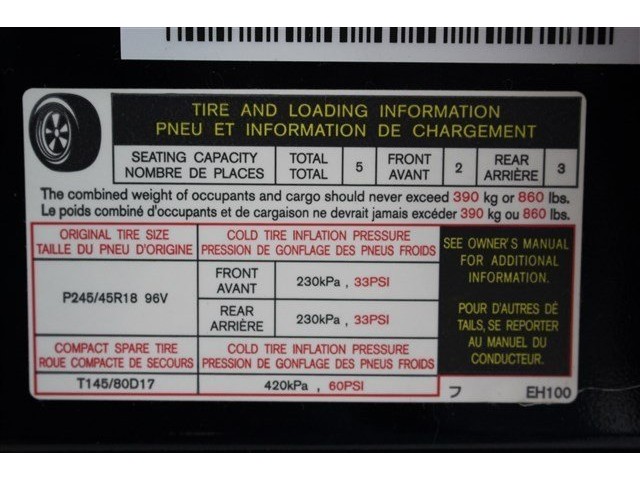 TIRE AND LOADING INFORMATION
PNEU ET INFORMATION DE CHARGEMENT
SEATING CAPACITY TOTAL 5 FRONT 2 REAR 3
NOMBRE DE PLACES TOTAL AVANT ARRIÈRE
The combined weight of occupants and cargo should never exceed 390 kg or 860 lbs.
Le poids combiné d'occupants et de cargaison ne devrait jamais excéder 390 kg ou 860 lbs.
ORIGINAL TIRE SIZE
TAILLE DU PNEU D'ORIGINE
COLD TIRE INFLATION PRESSURE
PRESSION DE GONFLAGE DES PNEUS FROIDS
P245/45R18 96V
FRONT
AVANT
230kPa , 33PSI
REAR
ARRIÈRE
230kPa , 33PSI
COMPACT SPARE TIRE
ROUE COMPACTE DE SECOURS
COLD TIRE INFLATION PRESSURE
PRESSION DE GONFLAGE DES PNEUS FROIDS
T145/80D17
420kPa , 60PSI
SEE OWNER'S MANUAL
FOR ADDITIONAL
INFORMATION.
POUR D'AUTRES DÉ
TAILS,SE REPORTER
AU MANUEL DU
CONDUCTEUR.
フ EH100